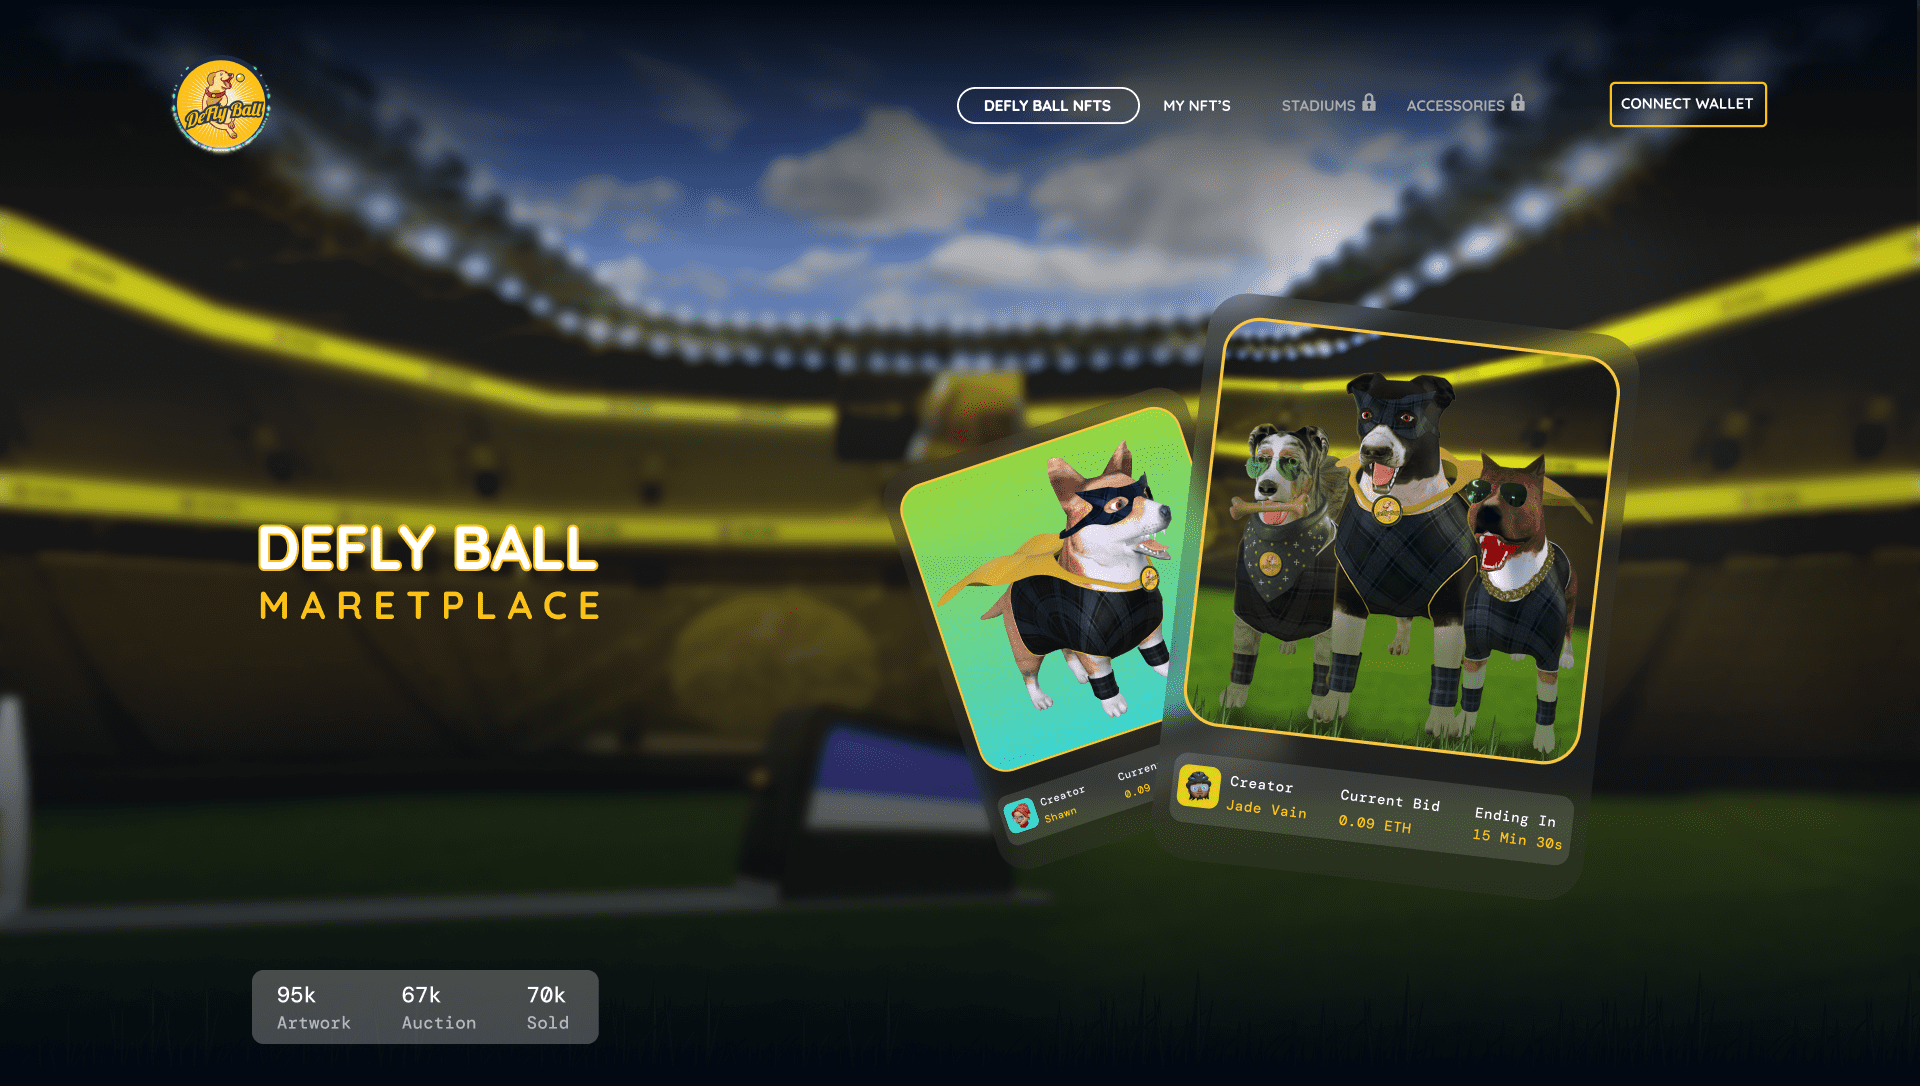 DeFly Ball
DEFLY BALL NFTS
MY NFT'S
STADIUMS
ACCESSORIES
CONNECT WALLET
DEFLY BALL
MARETPLACE
Creator
Shawn
Curren
0.09
Creator
Jade Vain
Current Bid
0.09 ETH
Ending In
15 Min 30s
95k
Artwork
67k
Auction
70k
Sold